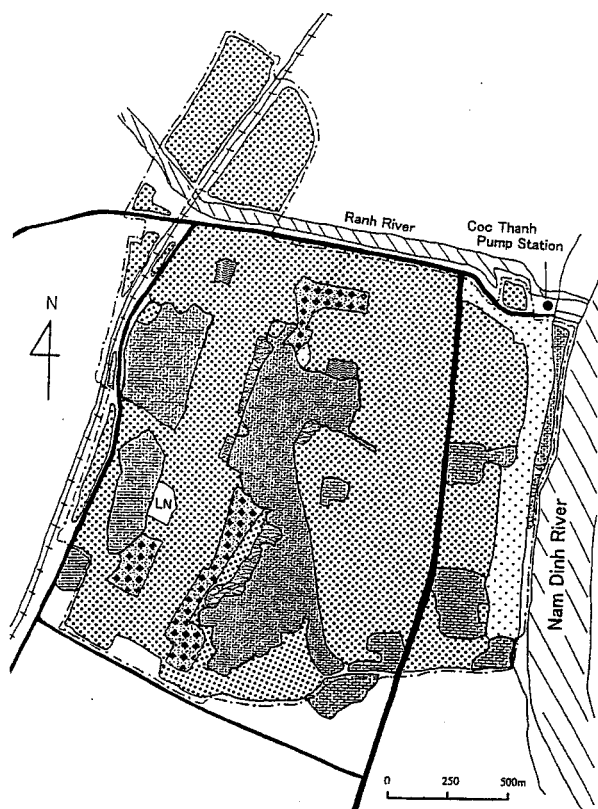 Ranh River
Coc Thanh
Pump Station
N
LN
Nam Dinh River
0 250 500m